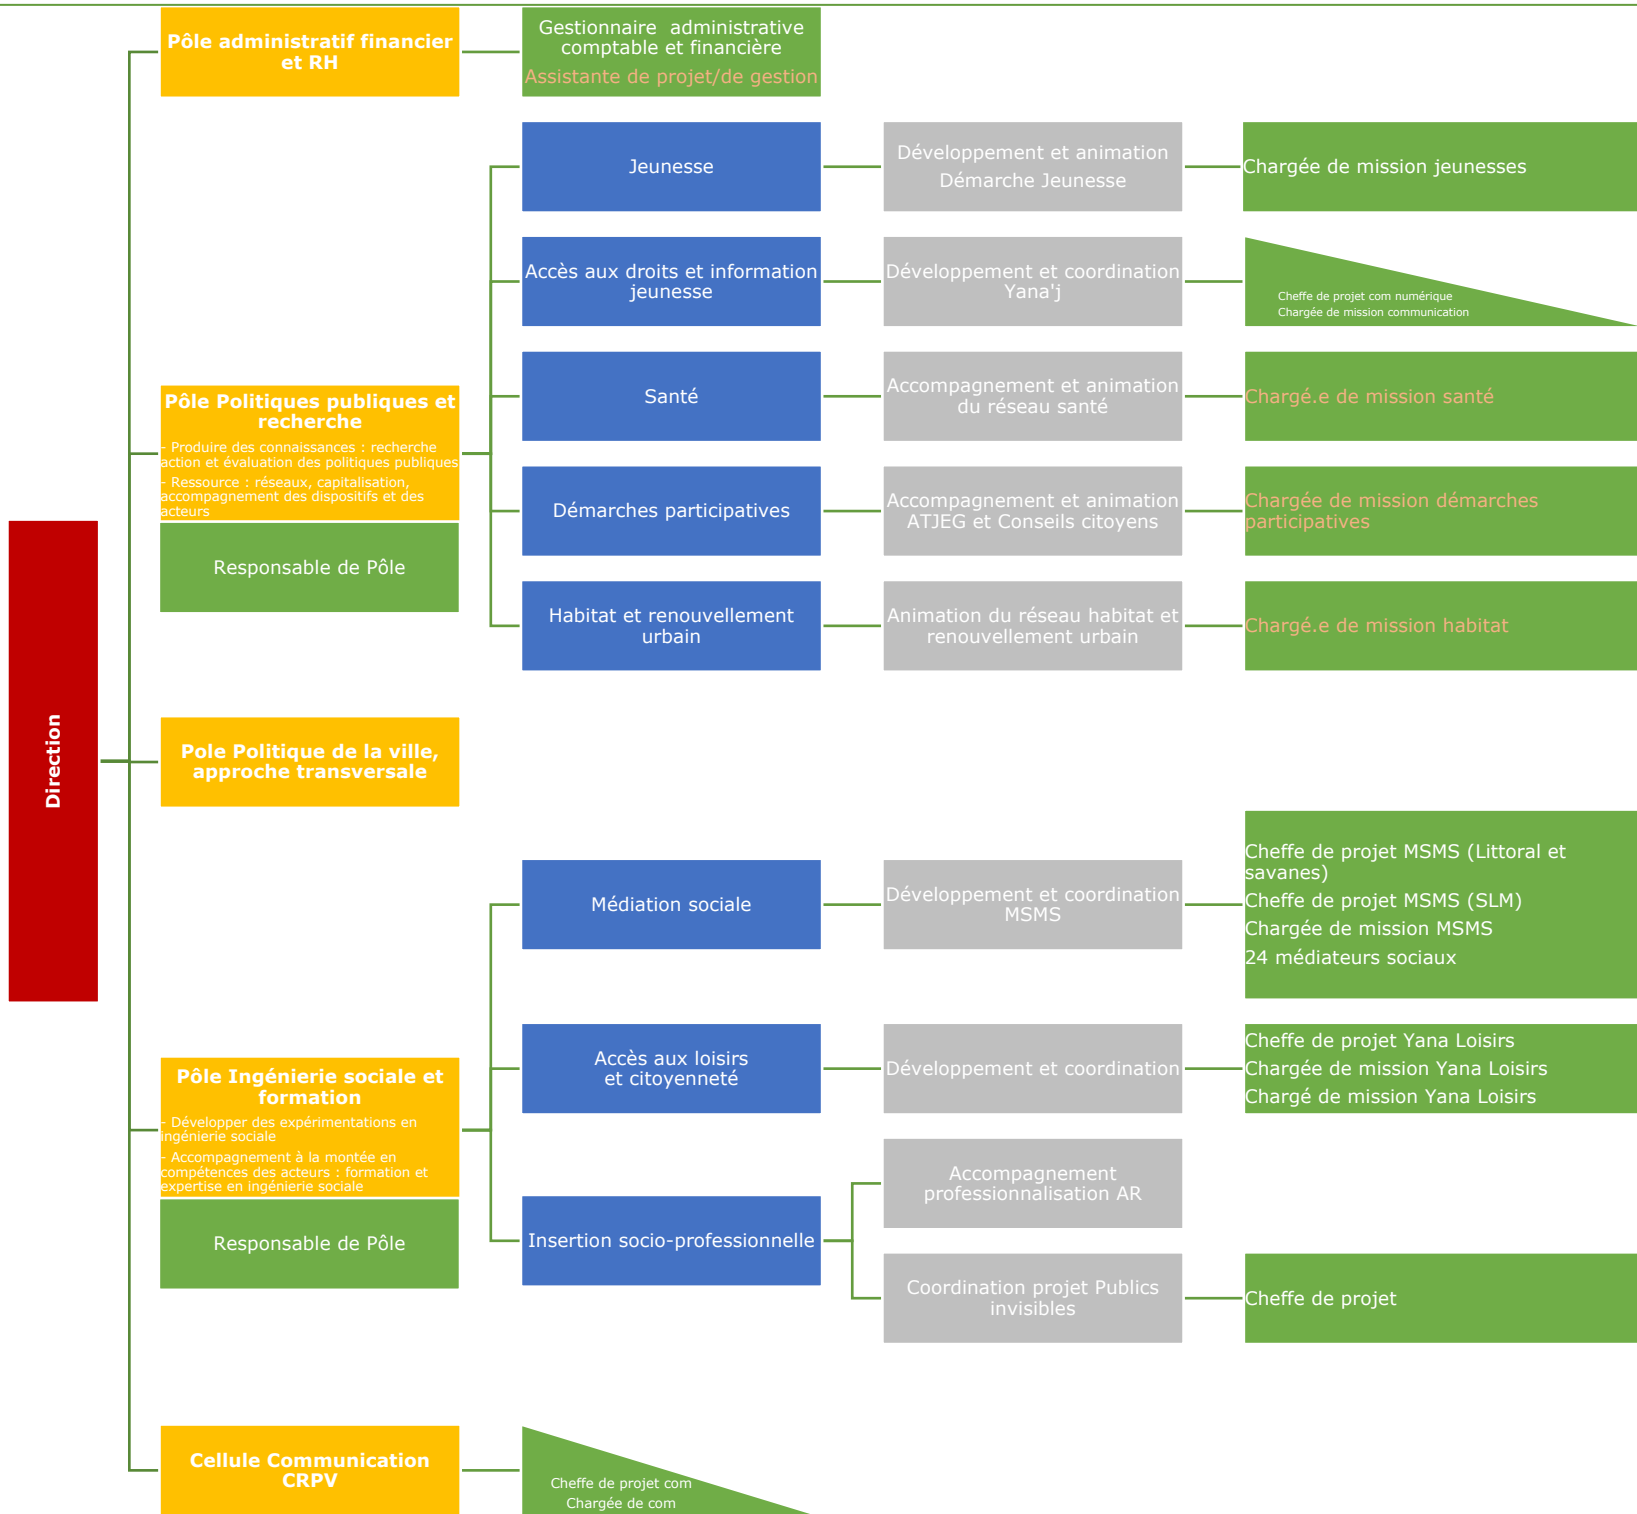 Direction
Pôle administratif financier
et RH
Gestionnaire  administrative
comptable et financière
Assistante de projet/de gestion
Pôle Politiques publiques et
recherche
- Produire des connaissances : recherche
action et évaluation des politiques publiques
- Ressource : réseaux, capitalisation,
accompagnement des dispositifs et des
acteurs
Responsable de Pôle
Jeunesse
Développement et animation
Démarche Jeunesse
Chargée de mission jeunesses
Accès aux droits et information
jeunesse
Développement et coordination
Yana'j
Cheffe de projet com numérique
Chargée de mission communication
Santé
Accompagnement et animation
du réseau santé
Chargé.e de mission santé
Démarches participatives
Accompagnement et animation
ATJEG et Conseils citoyens
Chargée de mission démarches
participatives
Habitat et renouvellement
urbain
Animation du réseau habitat et
renouvellement urbain
Chargé.e de mission habitat
Pole Politique de la ville,
approche transversale
Pôle Ingénierie sociale et
formation
- Développer des expérimentations en
ingénierie sociale
- Accompagnement à la montée en
compétences des acteurs : formation et
expertise en ingénierie sociale
Responsable de Pôle
Médiation sociale
Développement et coordination
MSMS
Cheffe de projet MSMS (Littoral et
savanes)
Cheffe de projet MSMS (SLM)
Chargée de mission MSMS
24 médiateurs sociaux
Accès aux loisirs
et citoyenneté
Développement et coordination
Cheffe de projet Yana Loisirs
Chargée de mission Yana Loisirs
Chargé de mission Yana Loisirs
Insertion socio-professionnelle
Accompagnement
professionnalisation AR
Coordination projet Publics
invisibles
Cheffe de projet
Cellule Communication
CRPV
Cheffe de projet com
Chargée de com